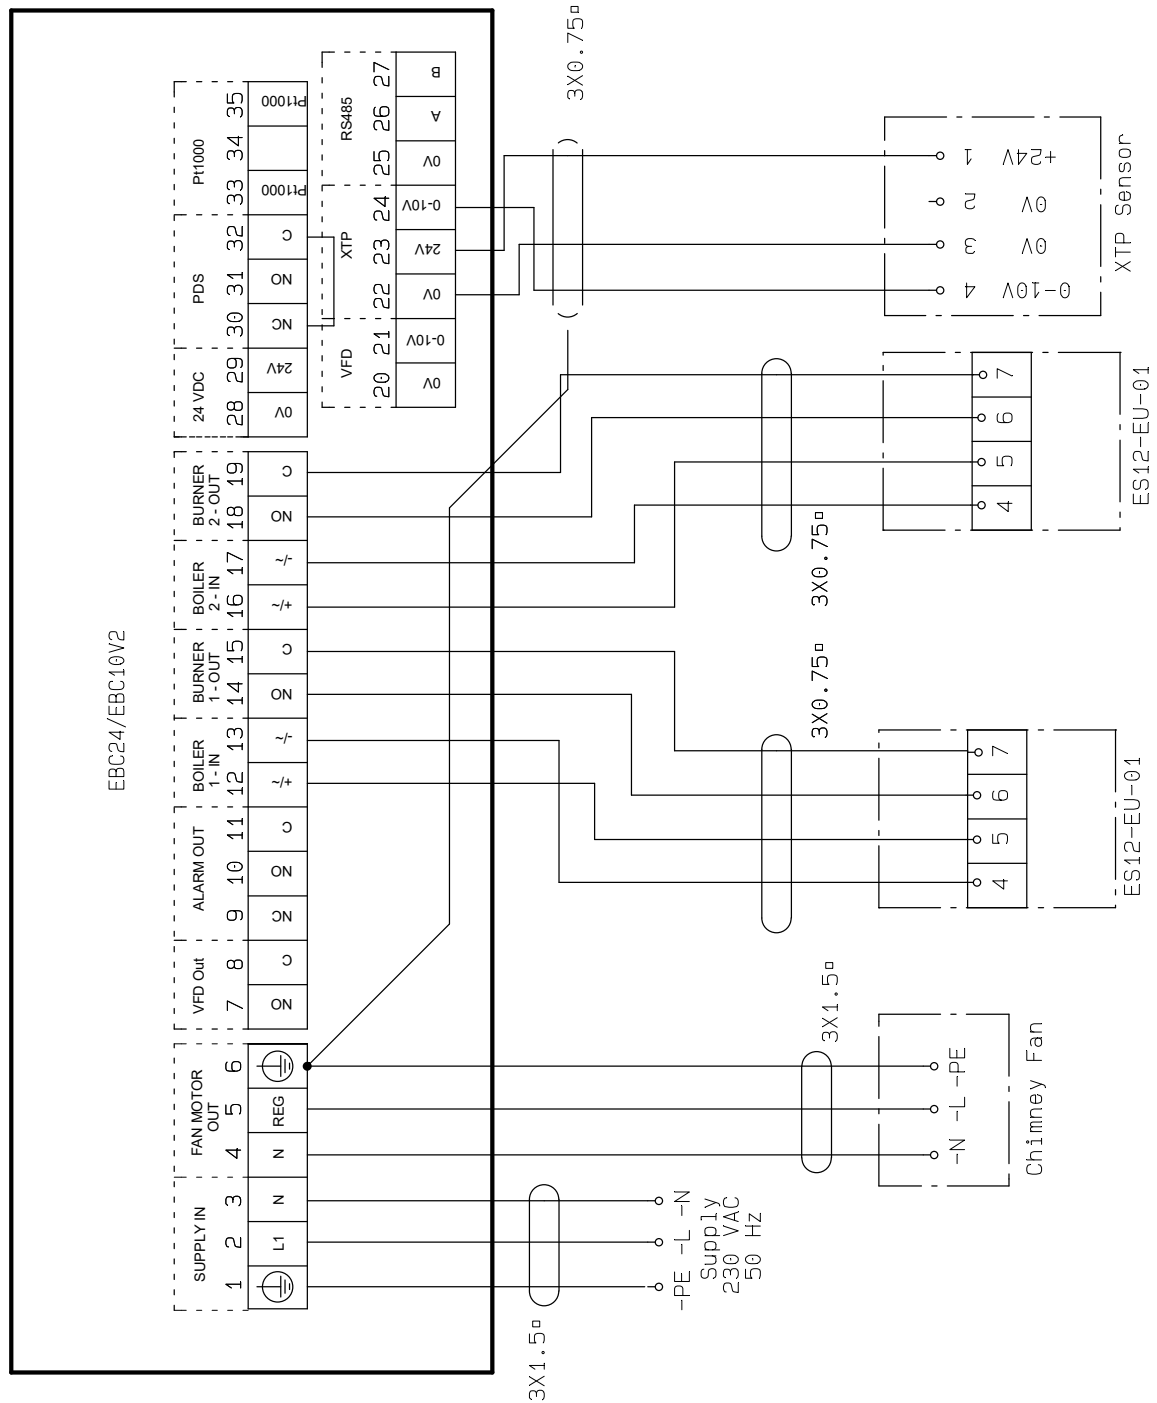 EBC24/EBC10V2
SUPPLY IN
1 2 3
L1 N
FAN MOTOR
OUT
4 5 6
N REG
VFD Out
7 8
NO C
ALARM OUT
9 10 11
NC NO C
BOILER
1 - IN
12 13
+/~ -/~
BURNER
1 - OUT
14 15
NO C
BOILER
2 - IN
16 17
+/~ -/~
BURNER
2 - OUT
18 19
NO C
24 VDC
28 29
0V 24V
PDS
30 31 32
NC NO C
Pt1000
33 34 35
Pt1000 Pt1000
VFD
20 21
0V 0-10V
XTP
22 23 24
0V 24V 0-10V
RS485
25 26 27
0V A B
3X1.5▫
-PE -L -N
Supply
230 VAC
50 Hz
3X1.5▫
-N -L -PE
Chimney Fan
3X0.75▫
4 5 6 7
ES12-EU-01
3X0.75▫
4 5 6 7
ES12-EU-01
3X0.75▫
4 3 2 1
0-10V 0V 0V +24V
XTP Sensor